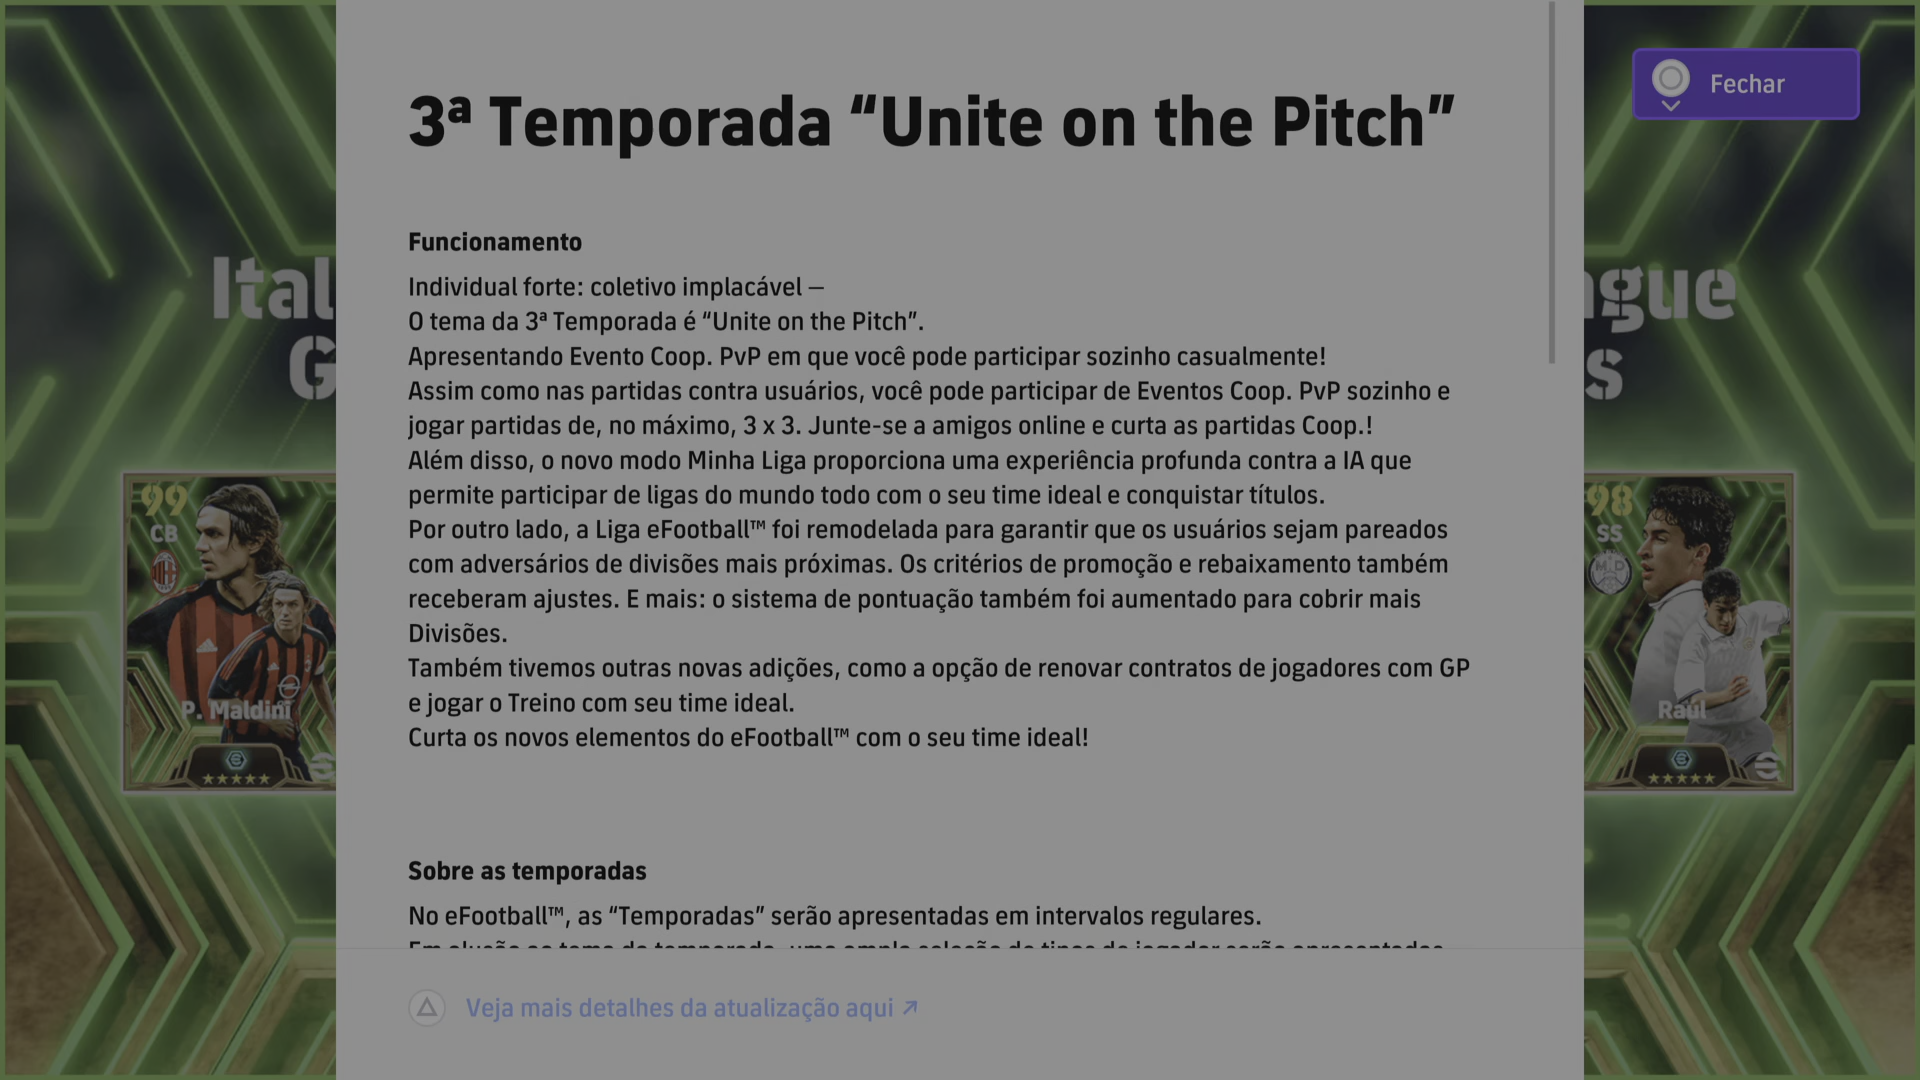 3ª Temporada “Unite on the Pitch”
Fechar
Funcionamento
Individual forte: coletivo implacável —
O tema da 3ª Temporada é “Unite on the Pitch”.
Apresentando Evento Coop. PvP em que você pode participar sozinho casualmente!
Assim como nas partidas contra usuários, você pode participar de Eventos Coop. PvP sozinho e
jogar partidas de, no máximo, 3 x 3. Junte-se a amigos online e curta as partidas Coop.!
Além disso, o novo modo Minha Liga proporciona uma experiência profunda contra a IA que
permite participar de ligas do mundo todo com o seu time ideal e conquistar títulos.
Por outro lado, a Liga eFootball™ foi remodelada para garantir que os usuários sejam pareados
com adversários de divisões mais próximas. Os critérios de promoção e rebaixamento também
receberam ajustes. E mais: o sistema de pontuação também foi aumentado para cobrir mais
Divisões.
Também tivemos outras novas adições, como a opção de renovar contratos de jogadores com GP
e jogar o Treino com seu time ideal.
Curta os novos elementos do eFootball™ com o seu time ideal!
Sobre as temporadas
No eFootball™, as “Temporadas” serão apresentadas em intervalos regulares.
Veja mais detalhes da atualização aqui
Ital
G
99
CB
P. Maldini
gue
s
98
SS
Raúl